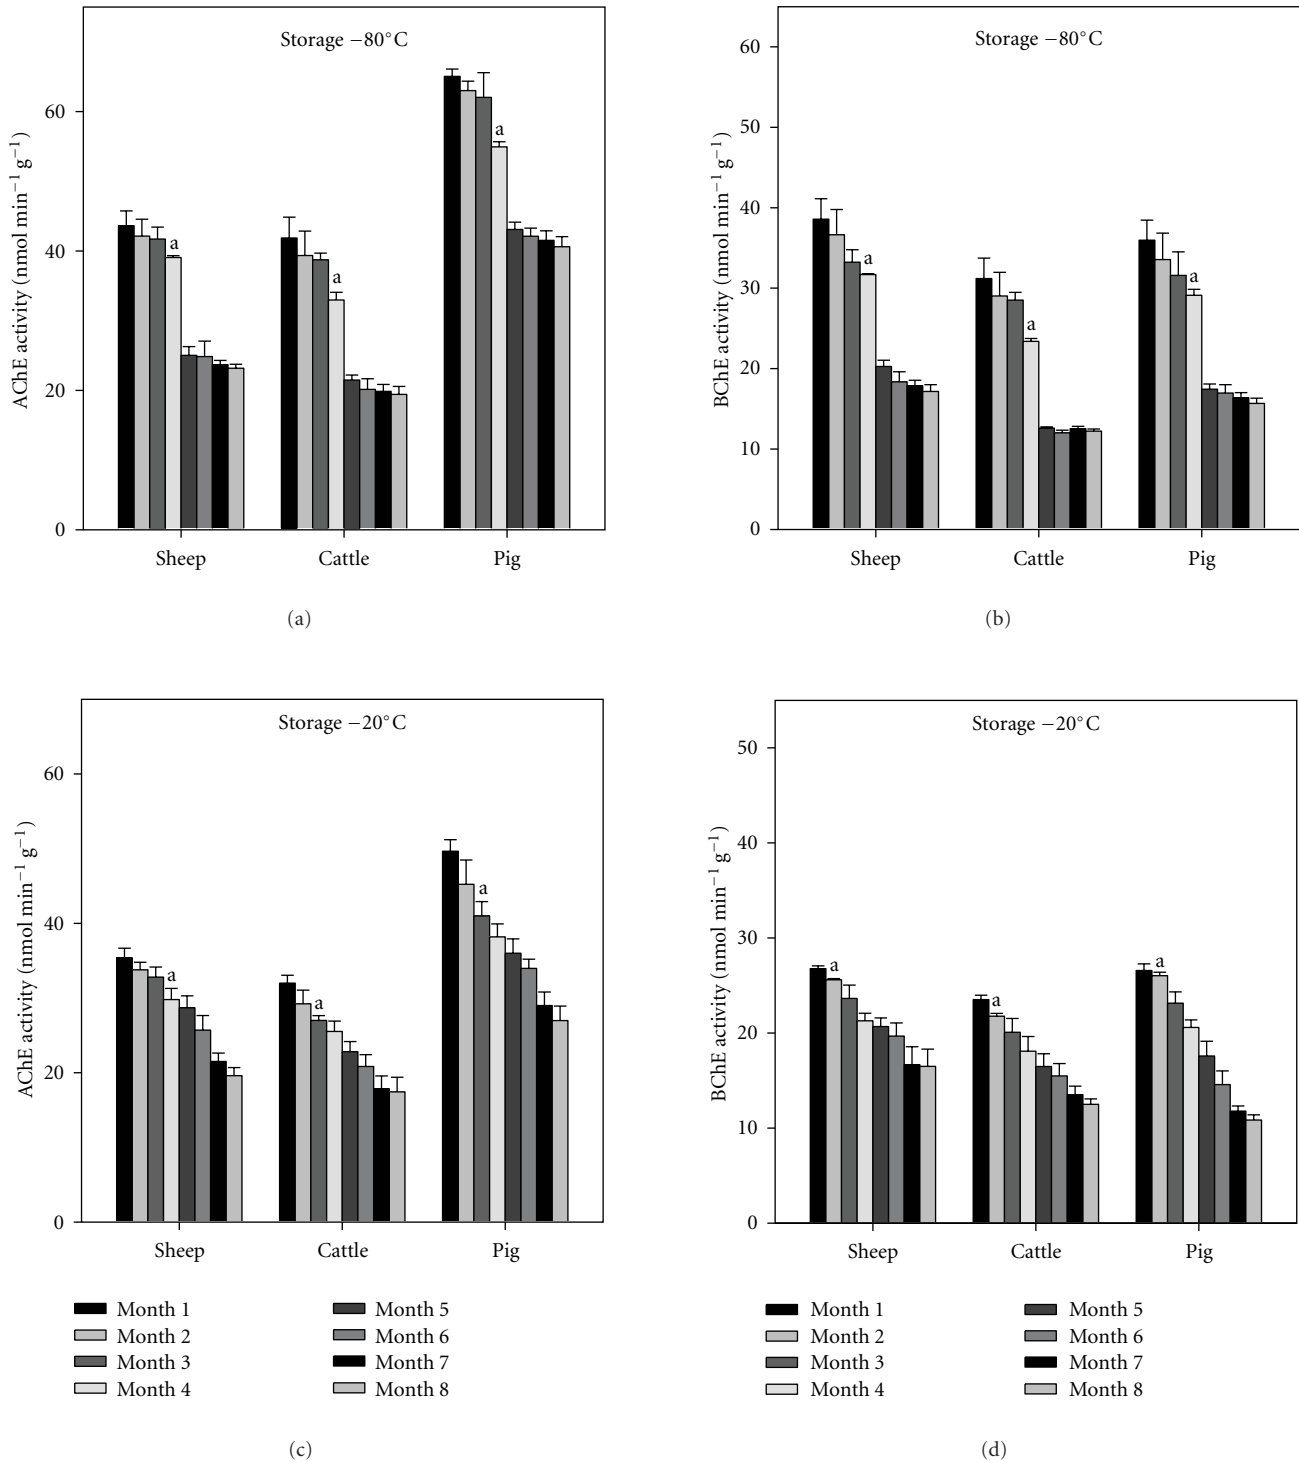 Storage −80°C
AChE activity (nmol min−1 g−1)
60
40
20
0
a
a
a
Sheep Cattle Pig
(a)
Storage −80°C
BChE activity (nmol min−1 g−1)
60
50
40
30
20
10
0
a
a
a
Sheep Cattle Pig
(b)
Storage −20°C
AChE activity (nmol min−1 g−1)
60
40
20
0
a
a
a
Sheep Cattle Pig
Month 1 Month 5
Month 2 Month 6
Month 3 Month 7
Month 4 Month 8
(c)
Storage −20°C
BChE activity (nmol min−1 g−1)
50
40
30
20
10
0
a
a
a
Sheep Cattle Pig
Month 1 Month 5
Month 2 Month 6
Month 3 Month 7
Month 4 Month 8
(d)